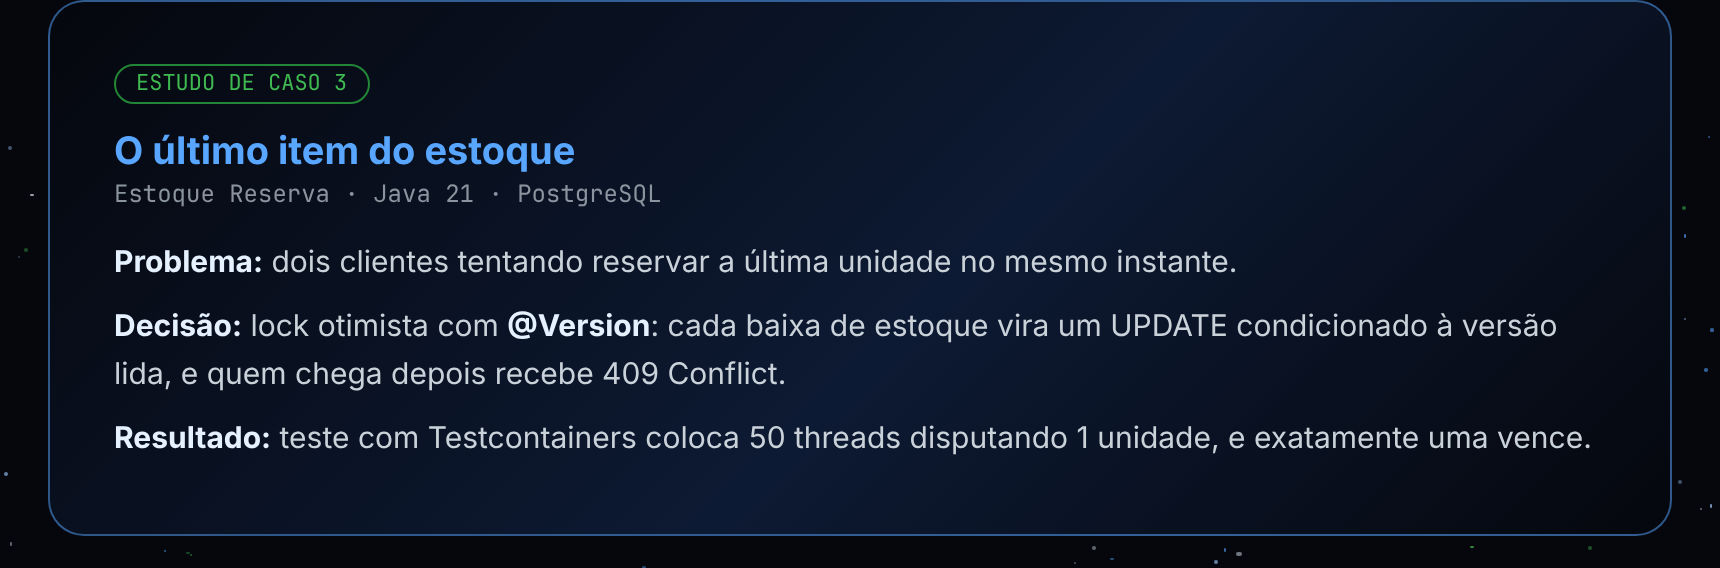 ESTUDO DE CASO 3
O último item do estoque
Estoque Reserva · Java 21 · PostgreSQL
Problema: dois clientes tentando reservar a última unidade no mesmo instante.
Decisão: lock otimista com @Version: cada baixa de estoque vira um UPDATE condicionado à versão
lida, e quem chega depois recebe 409 Conflict.
Resultado: teste com Testcontainers coloca 50 threads disputando 1 unidade, e exatamente uma vence.